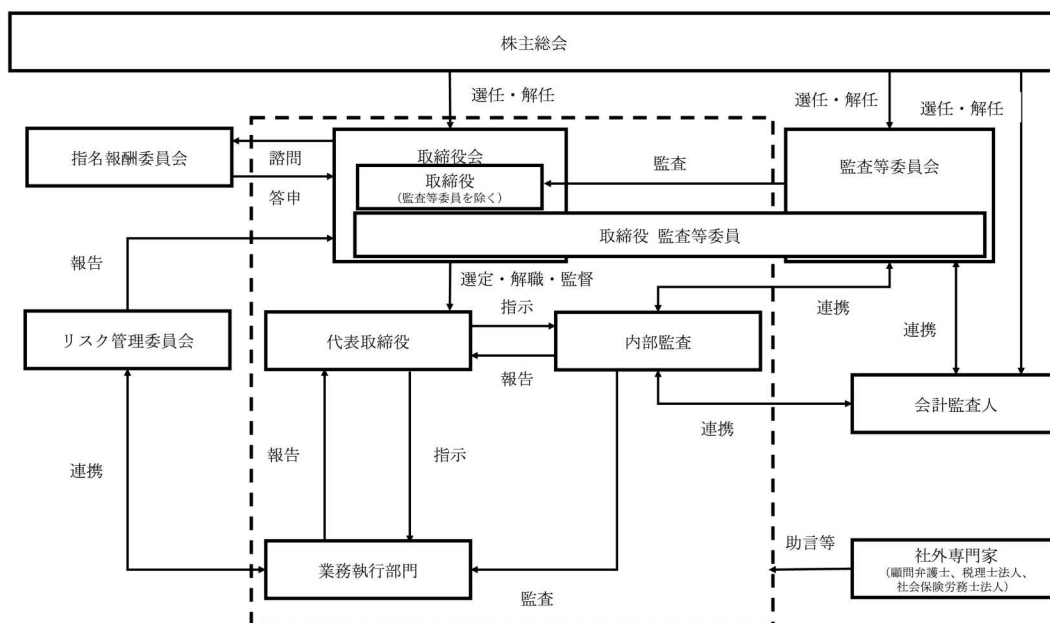 株主総会
選任・解任
選任・解任
選任・解任
指名報酬委員会
諮問
答申
取締役会
取締役
(監査等委員を除く)
監査
監査等委員会
取締役 監査等委員
報告
選定・解職・監督
指示
連携
連携
リスク管理委員会
代表取締役
内部監査
報告
会計監査人
連携
報告
指示
連携
業務執行部門
監査
助言等
社外専門家
(顧問弁護士、税理士法人、
社会保険労務士法人)